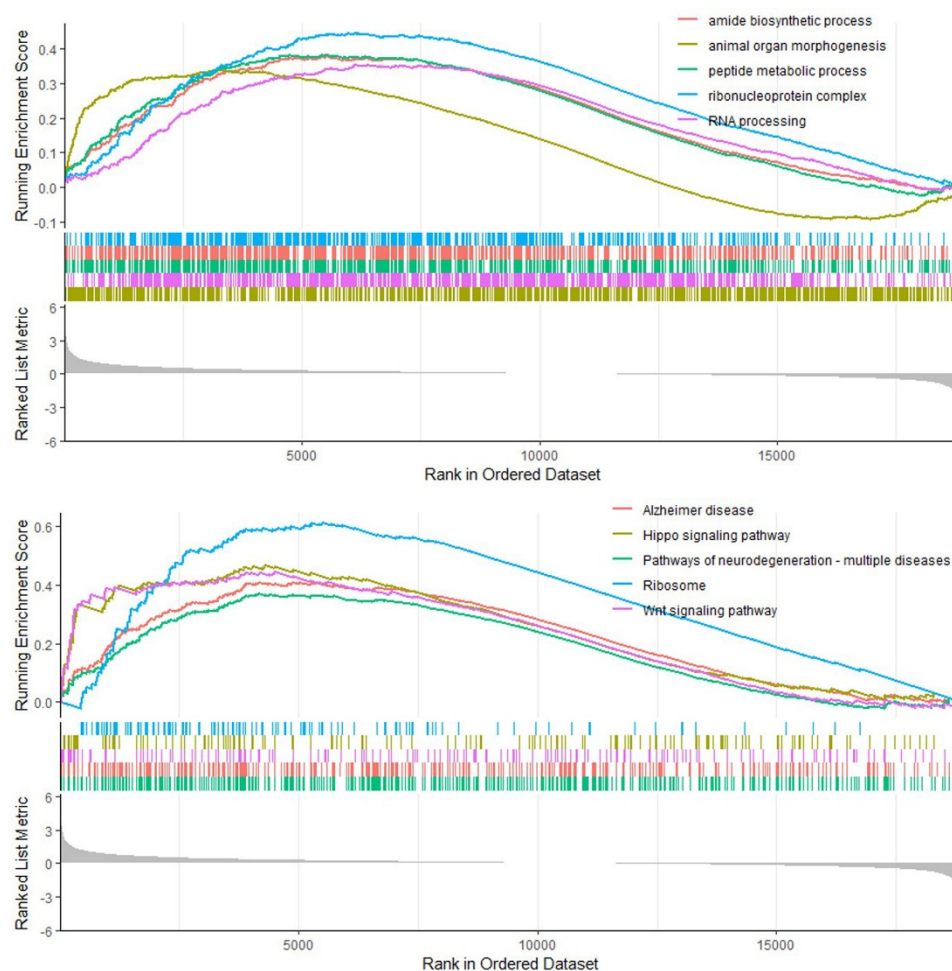 amide biosynthetic process
animal organ morphogenesis
peptide metabolic process
ribonucleoprotein complex
RNA processing
Running Enrichment Score
0.4
0.3
0.2
0.1
0.0
-0.1
Ranked List Metric
6
3
0
-3
-6
5000 10000 15000
Rank in Ordered Dataset
Alzheimer disease
Hippo signaling pathway
Pathways of neurodegeneration - multiple diseases
Ribosome
Wnt signaling pathway
Running Enrichment Score
0.6
0.4
0.2
0.0
Ranked List Metric
6
3
0
-3
-6
5000 10000 15000
Rank in Ordered Dataset